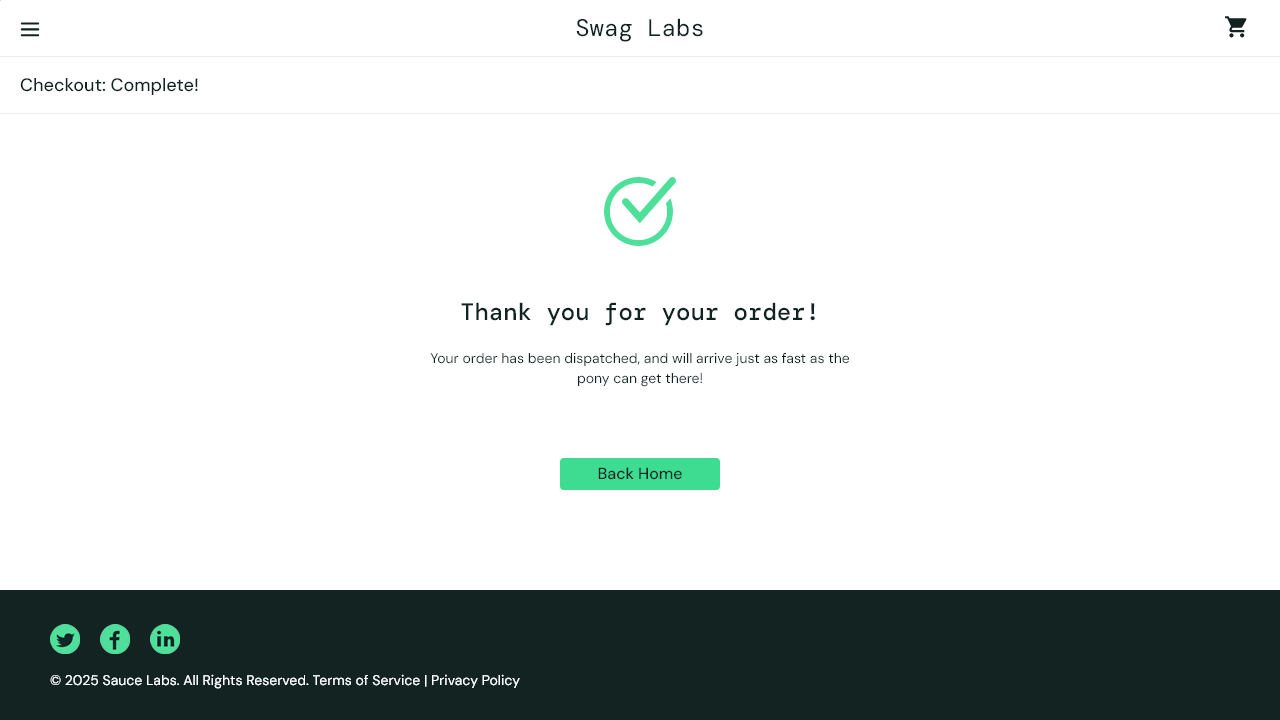 Swag Labs
Checkout: Complete!
Thank you for your order!
Your order has been dispatched, and will arrive just as fast as the
pony can get there!
Back Home
© 2025 Sauce Labs. All Rights Reserved. Terms of Service | Privacy Policy